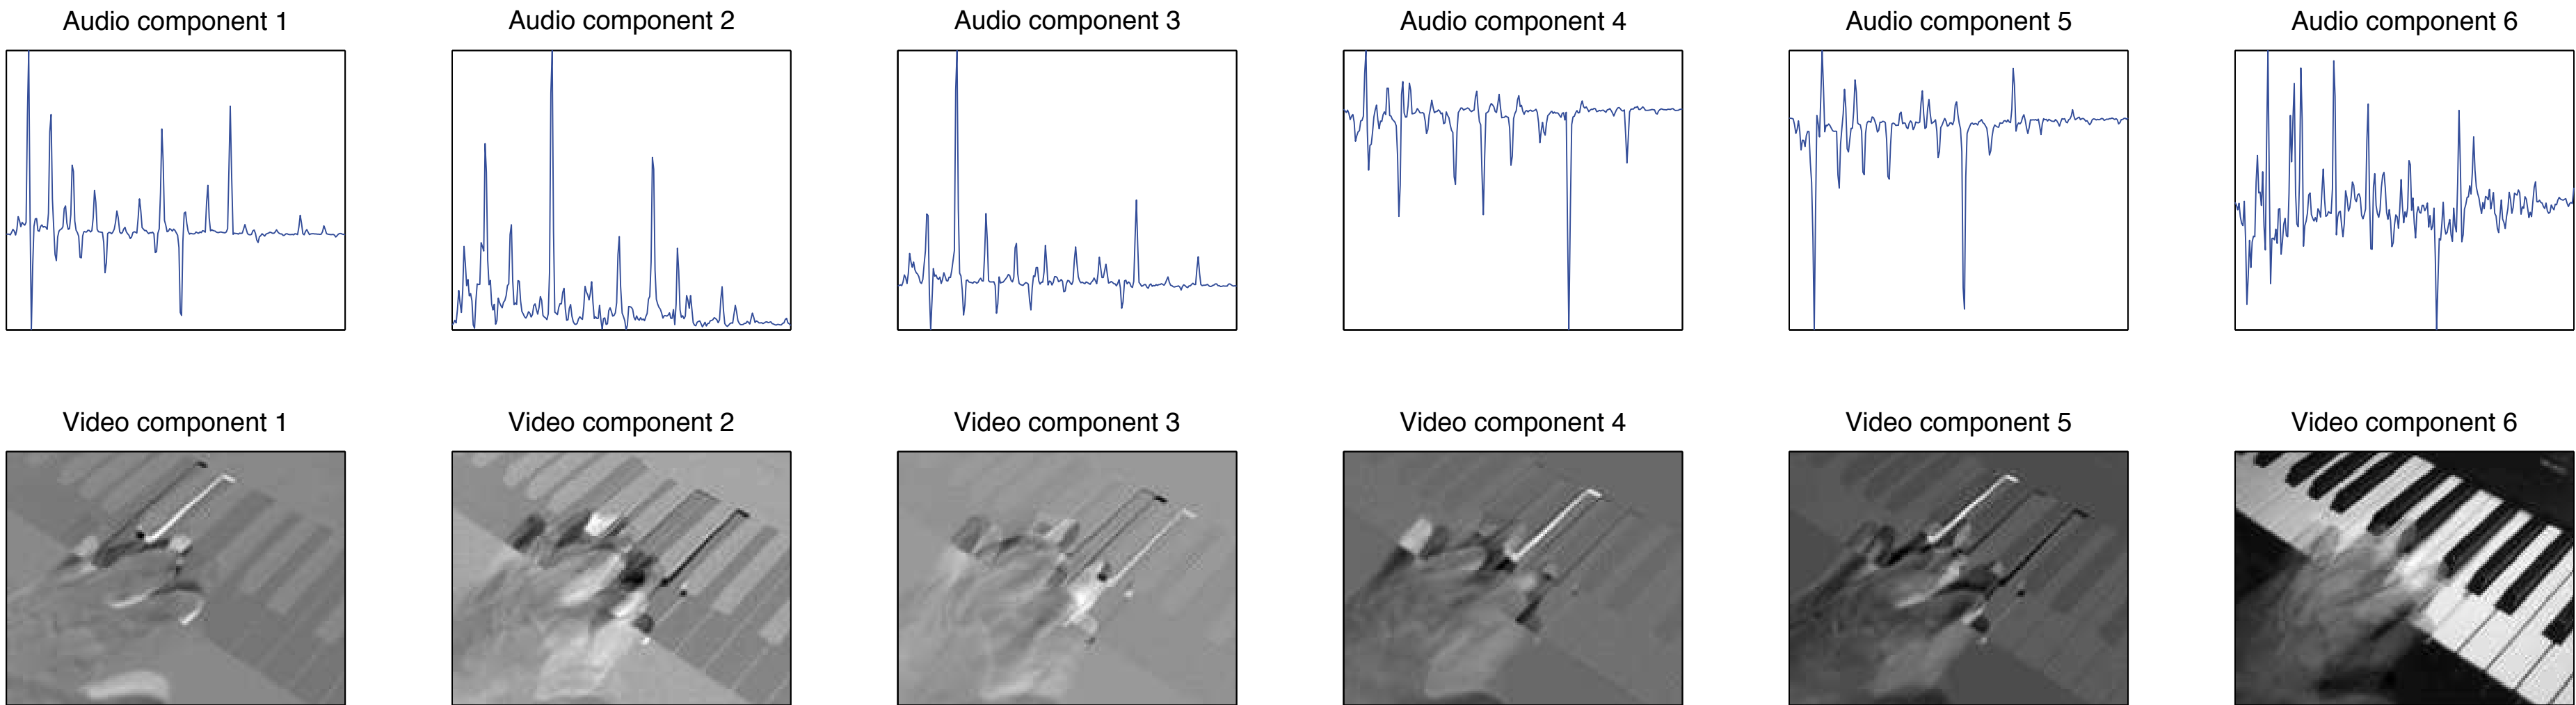 Audio component 1
Audio component 2
Audio component 3
Audio component 4
Audio component 5
Audio component 6
Video component 1
Video component 2
Video component 3
Video component 4
Video component 5
Video component 6